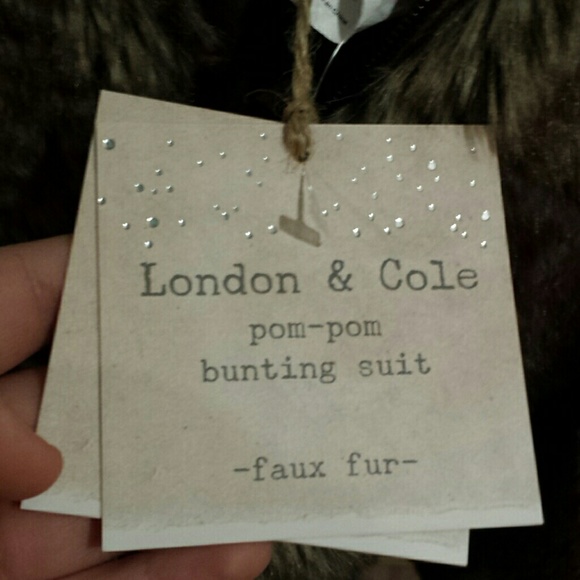 London & Cole
pom-pom
bunting suit
-faux fur-